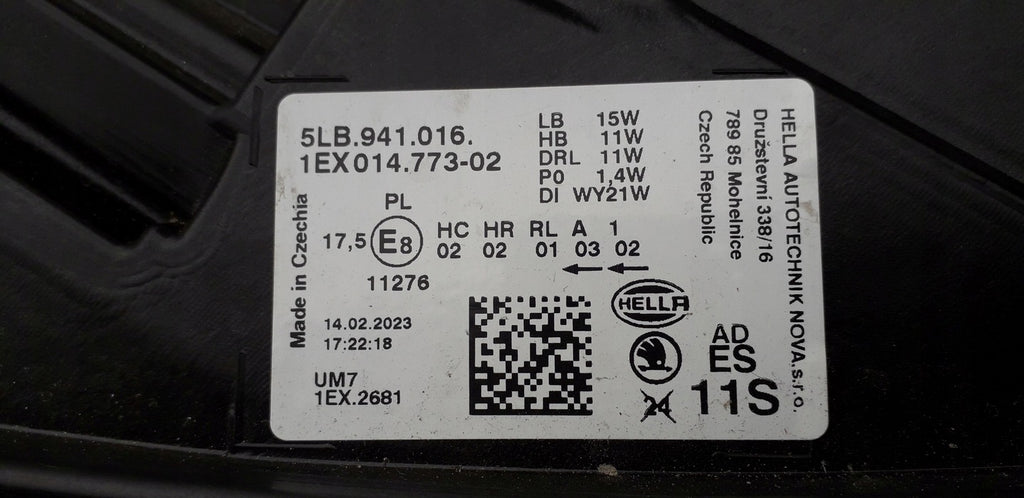 5LB.941.016.
1EX014.773-02
LB 15W
HB 11W
DRL 11W
PO 1,4W
DI WY21W
HELLA AUTOTECHNIK NOVA,s.r.o.
Družstevní 338/16
789 85 Mohelnice
Czech Republic
Made in Czechia
PL
17,5 E8
11276
HC HR RL A 1
02 02 01 03 02
14.02.2023
17:22:18
UM7
1EX.2681
HELLA
24
AD
ES
11S